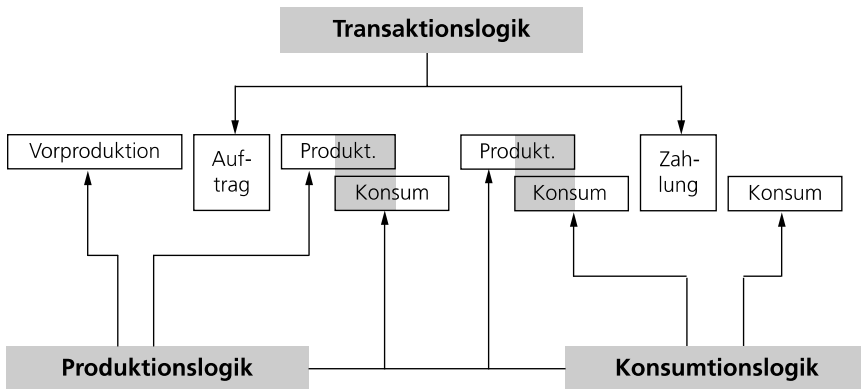 Transaktionslogik
Vorproduktion
Auf-
trag
Produkt.
Konsum
Produkt.
Konsum
Zah-
lung
Konsum
Produktionslogik
Konsumtionslogik